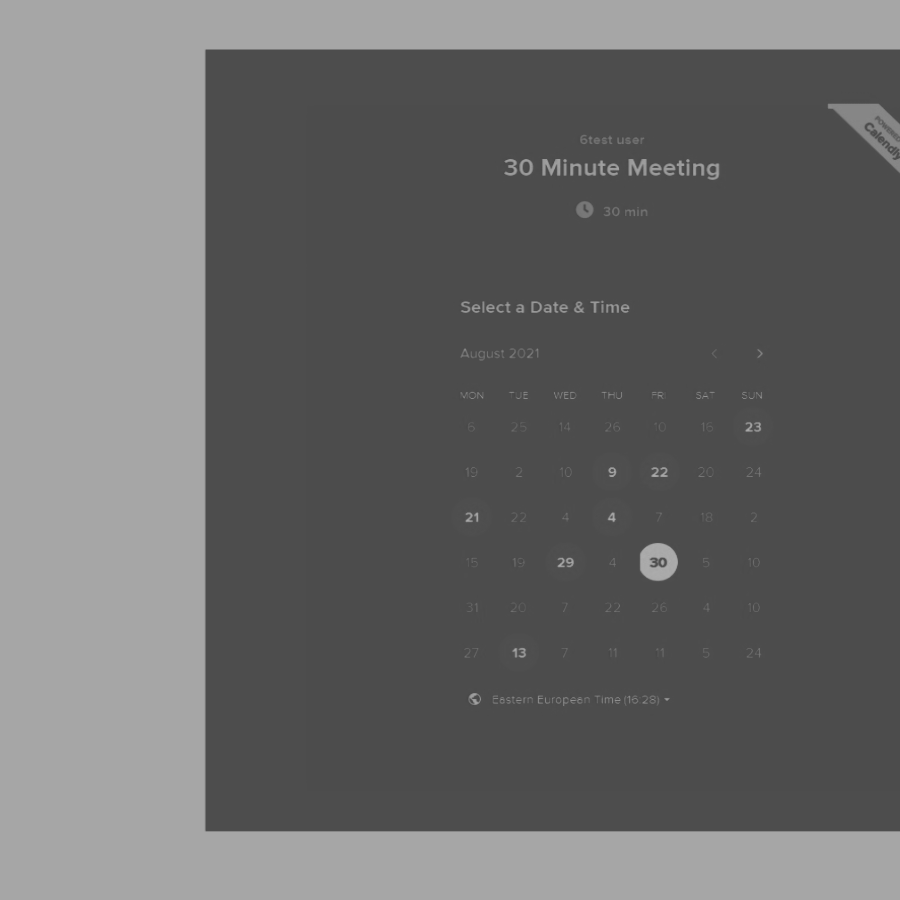 POWERED
Calendly
6test user
30 Minute Meeting
30 min
Select a Date & Time
August 2021
MON TUE WED THU FRI SAT SUN
6 25 14 26 10 16 23
19 2 10 9 22 20 24
21 22 4 4 7 18 2
15 19 29 4 30 5 10
31 20 7 22 26 4 10
27 13 7 11 11 5 24
Eastern European Time (16:28)